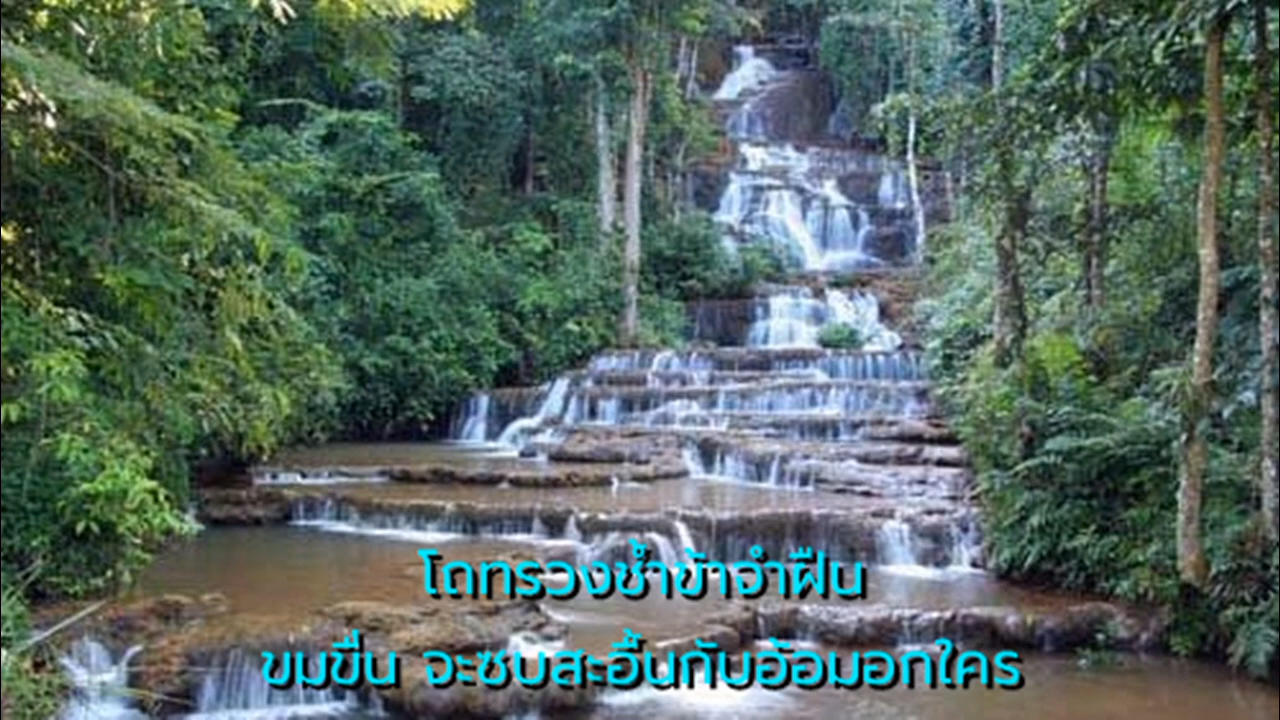 โถทรวงช้ำข้าจำฝืน
ขมขื่น จะซบสะอื้นกับอ้อมอกใคร